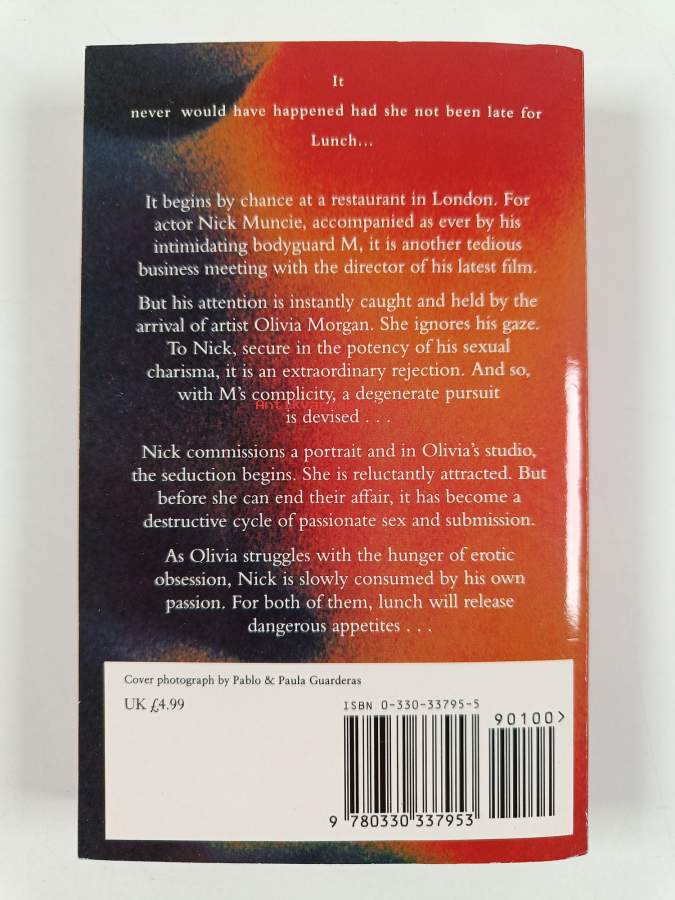 It
never would have happened had she not been late for
Lunch...
It begins by chance at a restaurant in London. For
actor Nick Muncie, accompanied as ever by his
intimidating bodyguard M, it is another tedious
business meeting with the director of his latest film.
But his attention is instantly caught and held by the
arrival of artist Olivia Morgan. She ignores his gaze.
To Nick, secure in the potency of his sexual
charisma, it is an extraordinary rejection. And so,
with M's complicity, a degenerate pursuit
is devised . . .
Nick commissions a portrait and in Olivia's studio,
the seduction begins. She is reluctantly attracted. But
before she can end their affair, it has become a
destructive cycle of passionate sex and submission.
As Olivia struggles with the hunger of erotic
obsession, Nick is slowly consumed by his own
passion. For both of them, lunch will release
dangerous appetites . . .
Cover photograph by Pablo & Paula Guarderas
UK £4.99
ISBN 0-330-33795-5
90100>
9 780330 337953